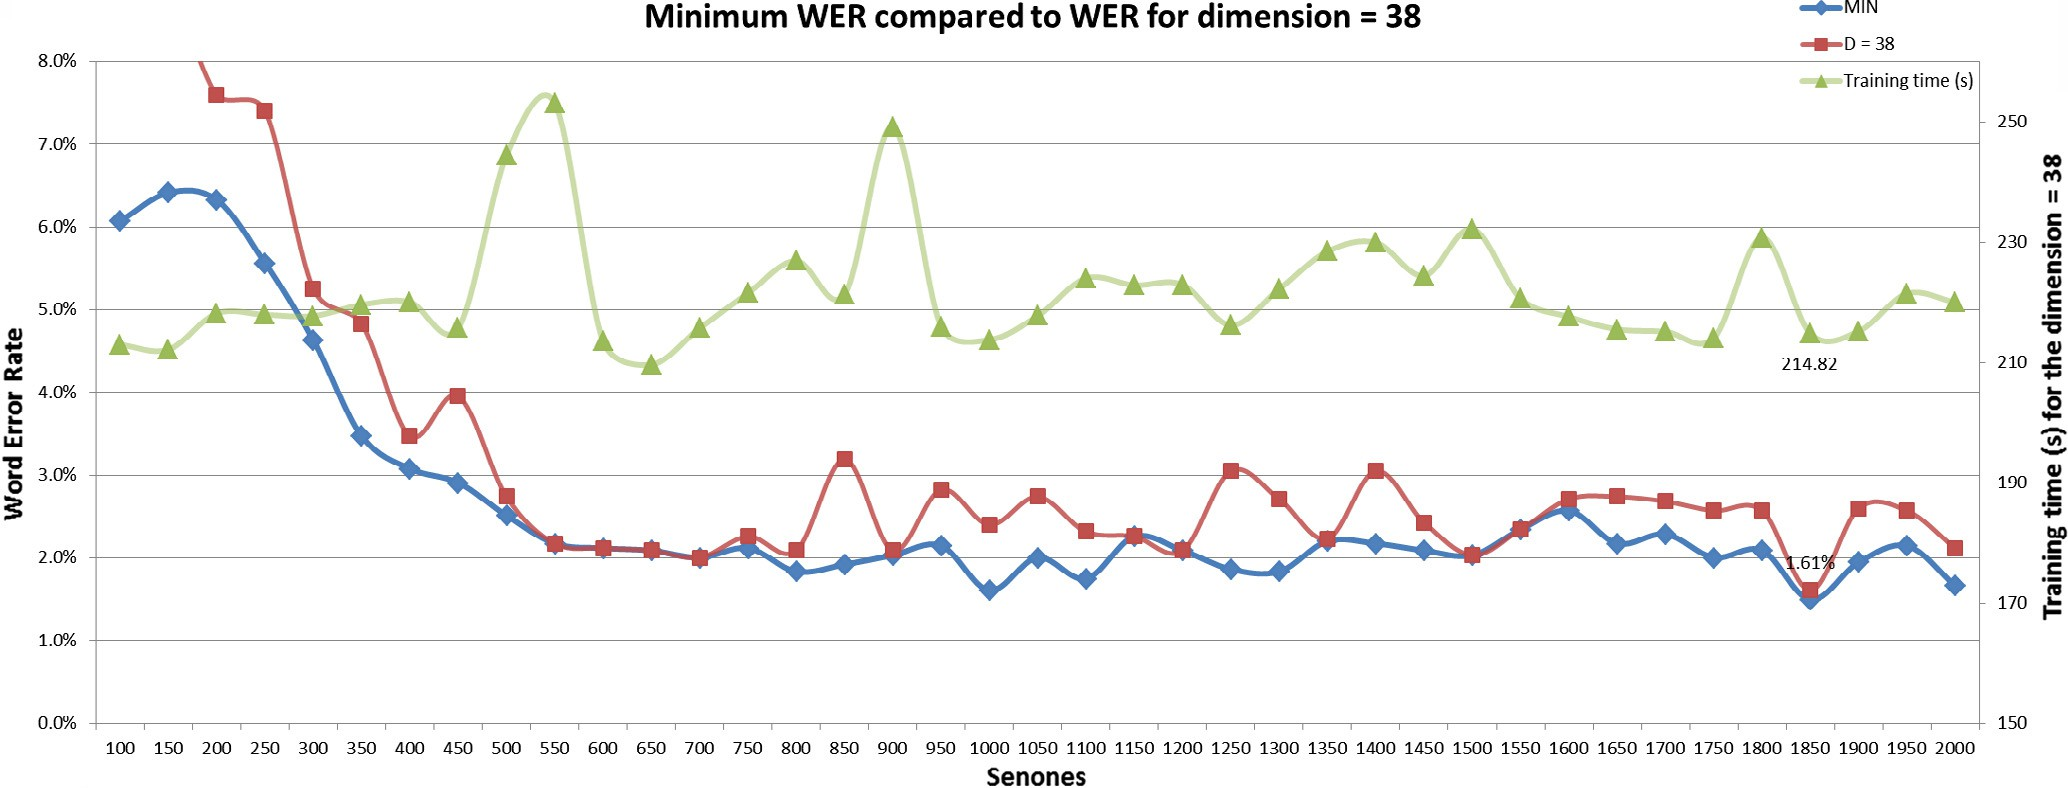 Minimum WER compared to WER for dimension = 38
MIN
D = 38
Training time (s)
8.0%
7.0%
6.0%
5.0%
4.0%
3.0%
2.0%
1.0%
0.0%
Word Error Rate
250
230
210
190
170
150
Training time (s) for the dimension = 38
214.82
1.61%
100 150 200 250 300 350 400 450 500 550 600 650 700 750 800 850 900 950 1000 1050 1100 1150 1200 1250 1300 1350 1400 1450 1500 1550 1600 1650 1700 1750 1800 1850 1900 1950 2000
Senones